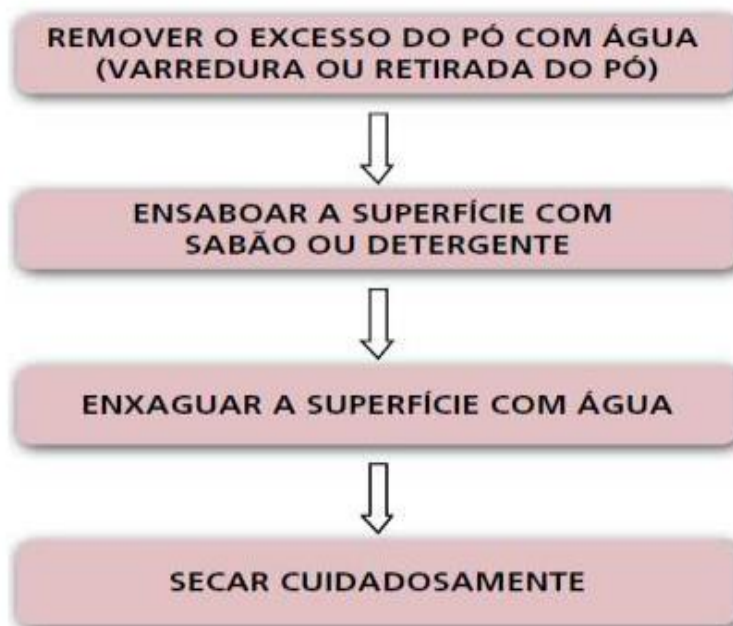 REMOVER O EXCESSO DO PÓ COM ÁGUA
(VARREDURA OU RETIRADA DO PÓ)
ENSABOAR A SUPERFÍCIE COM
SABÃO OU DETERGENTE
ENXAGUAR A SUPERFÍCIE COM ÁGUA
SECAR CUIDADOSAMENTE